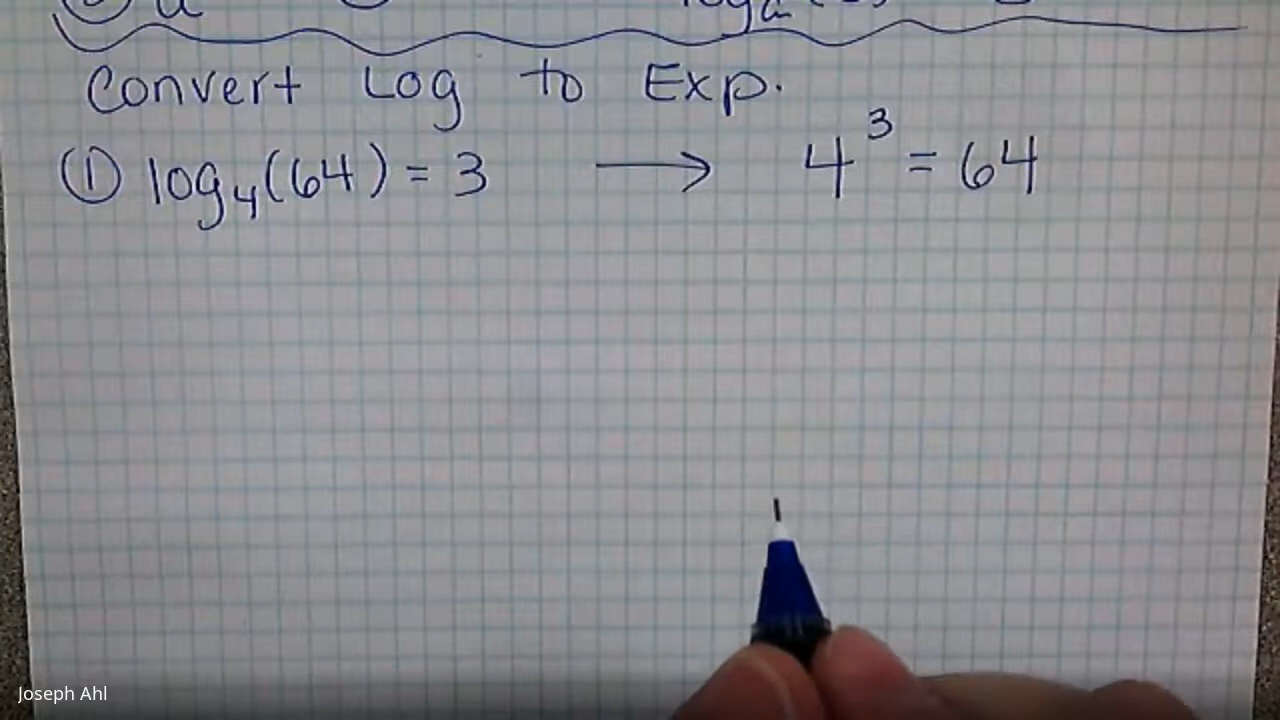 Convert Log to Exp.
① log₄(64) = 3 → 4³ = 64
Joseph Ahl